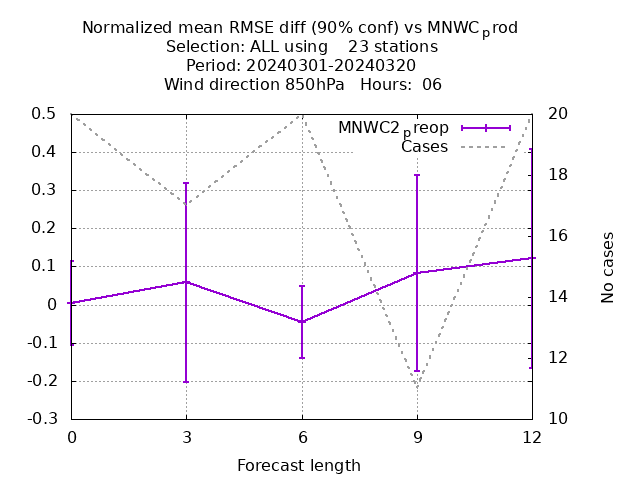 Normalized mean RMSE diff (90% conf) vs MNWCprod
Selection: ALL using 23 stations
Period: 20240301-20240320
Wind direction 850hPa Hours: 06
MNWC2preop
Cases
0.5
0.4
0.3
0.2
0.1
0
-0.1
-0.2
-0.3
20
18
16
14
12
10
No cases
0 3 6 9 12
Forecast length